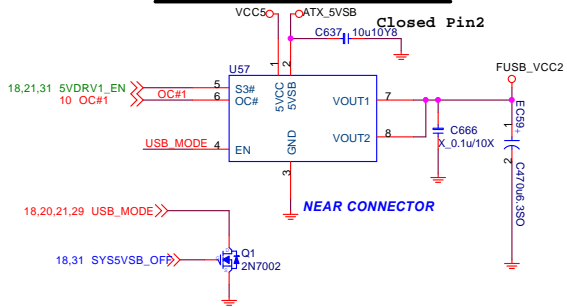 VCC5
ATX_5VSB
Closed Pin2
C637
10u10Y8
FUSB_VCC2
U57
1
2
18,21,31 5VDRV1_EN
5
S3#
5VCC
5VSB
VOUT1
7
10 OC#1
OC#1
6
OC#
EC59
1
+
USB_MODE
4
EN
GND
VOUT2
8
C666
X_0.1u/10X
2
C470u6.3SO
3
NEAR CONNECTOR
18,20,21,29 USB_MODE
18,31 SYS5VSB_OFF
Q1
2N7002